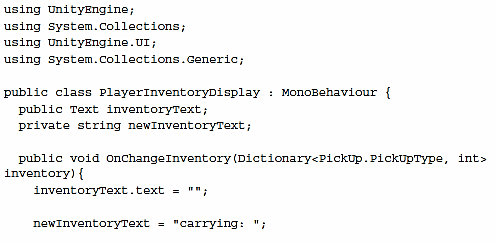 using UnityEngine;
using System.Collections;
using UnityEngine.UI;
using System.Collections.Generic;
public class PlayerInventoryDisplay : MonoBehaviour {
public Text inventoryText;
private string newInventoryText;
public void OnChangeInventory(Dictionary<PickUp.PickUpType, int>
inventory){
inventoryText.text = "";
newInventoryText = "carrying: ";